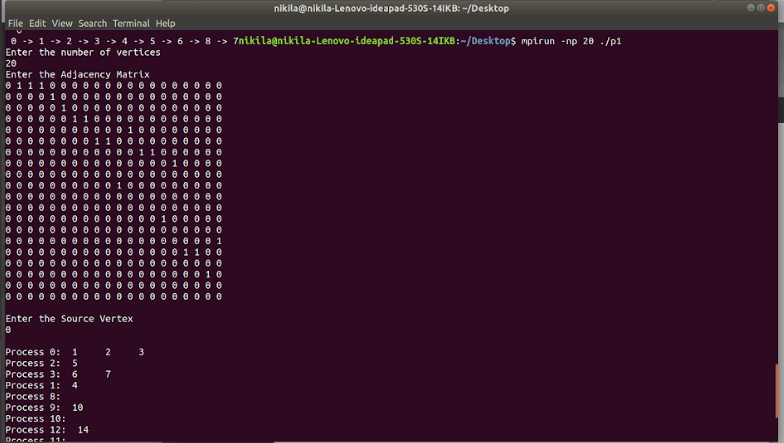 nikila@nikila-Lenovo-ideapad-530S-14IKB: ~/Desktop
File Edit View Search Terminal Help
0 -> 1 -> 2 -> 3 -> 4 -> 5 -> 6 -> 8 -> 7nikila@nikila-Lenovo-ideapad-530S-14IKB:~/Desktop$ mpirun -np 20 ./p1
Enter the number of vertices
20
Enter the Adjacency Matrix
0 1 1 1 0 0 0 0 0 0 0 0 0 0 0 0 0 0 0 0
0 0 0 0 1 0 0 0 0 0 0 0 0 0 0 0 0 0 0 0
0 0 0 0 0 1 0 0 0 0 0 0 0 0 0 0 0 0 0 0
0 0 0 0 0 0 1 1 0 0 0 0 0 0 0 0 0 0 0 0
0 0 0 0 0 0 0 0 0 0 0 1 0 0 0 0 0 0 0 0
0 0 0 0 0 0 0 0 1 1 0 0 0 0 0 0 0 0 0 0
0 0 0 0 0 0 0 0 0 0 0 0 1 1 0 0 0 0 0 0
0 0 0 0 0 0 0 0 0 0 0 0 0 0 0 1 0 0 0 0
0 0 0 0 0 0 0 0 0 0 0 0 0 0 0 0 0 0 0 0
0 0 0 0 0 0 0 0 0 0 1 0 0 0 0 0 0 0 0 0
0 0 0 0 0 0 0 0 0 0 0 0 0 0 0 0 0 0 0 0
0 0 0 0 0 0 0 0 0 0 0 0 0 0 0 0 0 0 0 0
0 0 0 0 0 0 0 0 0 0 0 0 0 0 1 0 0 0 0 0
0 0 0 0 0 0 0 0 0 0 0 0 0 0 0 0 0 0 0 0
0 0 0 0 0 0 0 0 0 0 0 0 0 0 0 0 0 0 0 1
0 0 0 0 0 0 0 0 0 0 0 0 0 0 0 0 1 1 0 0
0 0 0 0 0 0 0 0 0 0 0 0 0 0 0 0 0 0 0 0
0 0 0 0 0 0 0 0 0 0 0 0 0 0 0 0 0 0 1 0
0 0 0 0 0 0 0 0 0 0 0 0 0 0 0 0 0 0 0 0
0 0 0 0 0 0 0 0 0 0 0 0 0 0 0 0 0 0 0 0
Enter the Source Vertex
0
Process 0: 1 2 3
Process 2: 5
Process 3: 6 7
Process 1: 4
Process 8:
Process 9: 10
Process 10:
Process 12: 14
Process 11: